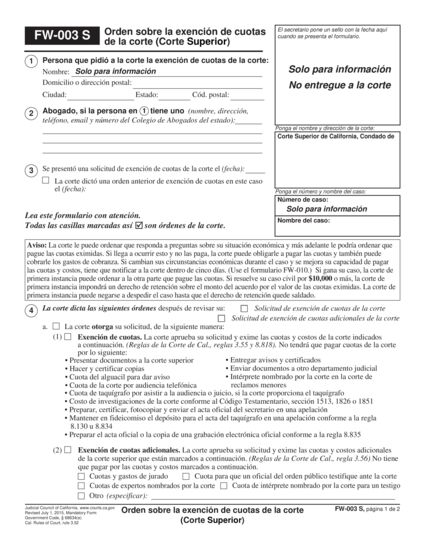 FW-003 S
Orden sobre la exención de cuotas
de la corte (Corte Superior)
El secretario pone un sello con la fecha aquí
cuando se presenta el formulario.
Solo para información
No entregue a la corte
Ponga el nombre y dirección de la corte:
Corte Superior de California, Condado de
Ponga el número y nombre del caso:
Número de caso:
Solo para información
Nombre del caso:
1 Persona que pidió a la corte la exención de cuotas de la corte:
Nombre: Solo para información
Domicilio o dirección postal:
Ciudad: Estado: Cód. postal:
2 Abogado, si la persona en 1 tiene uno (nombre, dirección,
teléfono, email y número del Colegio de Abogados del estado):
3 Se presentó una solicitud de exención de cuotas de la corte el (fecha):
La corte dictó una orden anterior de exención de cuotas en este caso
el (fecha):
Lea este formulario con atención.
Todas las casillas marcadas así ☑ son órdenes de la corte.
Aviso: La corte le puede ordenar que responda a preguntas sobre su situación económica y más adelante le podría ordenar que
pague las cuotas eximidas. Si llega a ocurrir esto y no las paga, la corte puede obligarle a pagar las cuotas y también puede
cobrarle los gastos de cobranza. Si cambian sus circunstancias económicas durante el caso y se mejora su capacidad de pagar
las cuotas y costos, tiene que notificar a la corte dentro de cinco días. (Use el formulario FW-010.) Si gana su caso, la corte de
primera instancia puede ordenar a la otra parte que pague las cuotas. Si resuelve su caso civil por $10,000 o más, la corte de
primera instancia impondrá un derecho de retención sobre el monto del acuerdo por el valor de las cuotas eximidas. La corte de
primera instancia puede negarse a despedir el caso hasta que el derecho de retención quede saldado.
4 La corte dicta las siguientes órdenes después de revisar su: ☐ Solicitud de exención de cuotas de la corte
☐ Solicitud de exención de cuotas adicionales de la corte
a. ☐ La corte otorga su solicitud, de la siguiente manera:
(1) ☐ Exención de cuotas. La corte aprueba su solicitud y exime las cuotas y costos de la corte indicados
a continuación. (Reglas de la Corte de Cal., reglas 3.55 y 8.818). No tendrá que pagar cuotas de la corte
por lo siguiente:
• Presentar documentos a la corte superior • Entregar avisos y certificados
• Hacer y certificar copias • Enviar documentos a otro departamento judicial
• Cuota del alguacil para dar aviso • Intérprete nombrado por la corte en la corte de
• Cuota de la corte por audiencia telefónica reclamos menores
• Cuota de taquígrafo por asistir a la audiencia o juicio, si la corte proporciona el taquígrafo
• Costo de investigaciones de la corte conforme al Código Testamentario, sección 1513, 1826 o 1851
• Preparar, certificar, fotocopiar y enviar el acta oficial del secretario en una apelación
• Mantener en fideicomiso el depósito para el acta del taquígrafo en una apelación conforme a la regla
8.130 u 8.834
• Preparar el acta oficial o la copia de una grabación electrónica oficial conforme a la regla 8.835
(2) ☐ Exención de cuotas adicionales. La corte aprueba su solicitud y exime las cuotas y costos adicionales
de la corte superior que están marcados a continuación. (Reglas de la Corte de Cal., regla 3.56) No tiene
que pagar por las cuotas y costos marcados a continuación.
☐ Cuotas y gastos de jurado ☐ Cuota para que un oficial del orden público testifique ante la corte
☐ Cuotas de expertos nombrados por la corte ☐ Cuota de intérprete nombrado por la corte para un testigo
☐ Otro (especificar):
Judicial Council of California, www.courts.ca.gov
Revised July 1, 2015, Mandatory Form
Government Code, § 68634(e)
Cal. Rules of Court, rule 3.52
Orden sobre la exención de cuotas de la corte
(Corte Superior)
FW-003 S, página 1 de 2